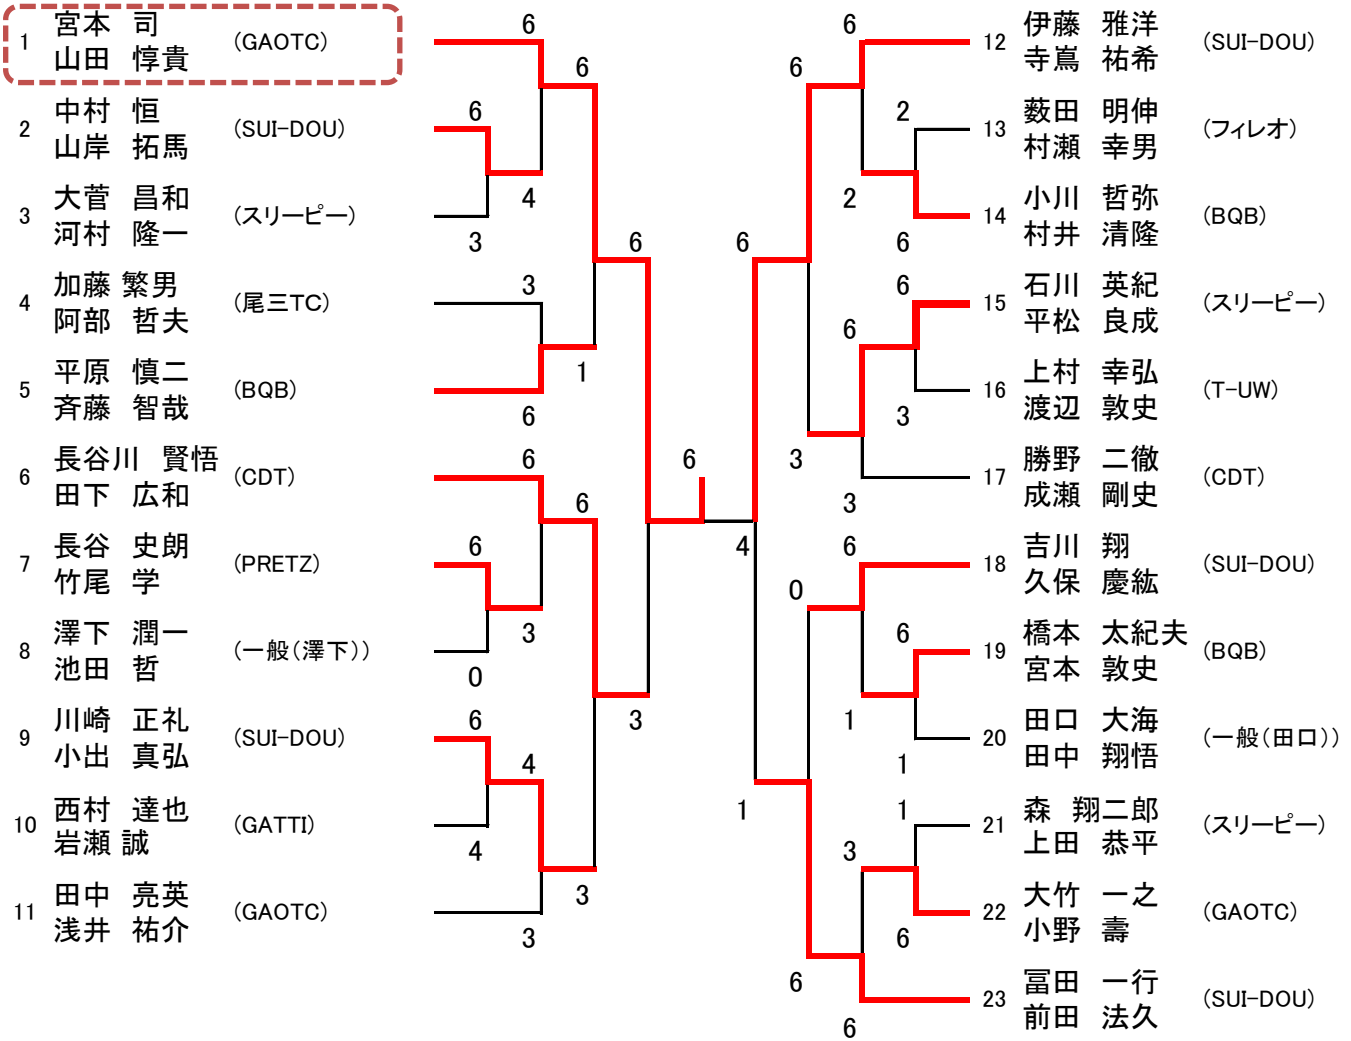 1 宮本 司 (GAOTC)
山田 惇貴
2 中村 恒 (SUI-DOU)
山岸 拓馬
3 大菅 昌和 (スリーピー)
河村 隆一
4 加藤 繁男 (尾三TC)
阿部 哲夫
5 平原 慎二 (BQB)
斉藤 智哉
6 長谷川 賢悟 (CDT)
田下 広和
7 長谷 史朗 (PRETZ)
竹尾 学
8 澤下 潤一 (一般(澤下))
池田 哲
9 川崎 正礼 (SUI-DOU)
小出 真弘
10 西村 達也 (GATTI)
岩瀬 誠
11 田中 亮英 (GAOTC)
浅井 祐介
6
6
6
4
3
3
1
6
6
6
6
6
3
0
3
6
4
4
3
3
6
4
6
6
6
2
2
6
6
6
3
3
3
6
0
6
1
1
1
1
3
6
6
6
12 伊藤 雅洋 (SUI-DOU)
寺嶌 祐希
13 薮田 明伸 (フィレオ)
村瀬 幸男
14 小川 哲弥 (BQB)
村井 清隆
15 石川 英紀 (スリーピー)
平松 良成
16 上村 幸弘 (T-UW)
渡辺 敦史
17 勝野 二徹 (CDT)
成瀬 剛史
18 吉川 翔 (SUI-DOU)
久保 慶紘
19 橋本 太紀夫 (BQB)
宮本 敦史
20 田口 大海 (一般(田口))
田中 翔悟
21 森 翔二郎 (スリーピー)
上田 恭平
22 大竹 一之 (GAOTC)
小野 壽
23 冨田 一行 (SUI-DOU)
前田 法久